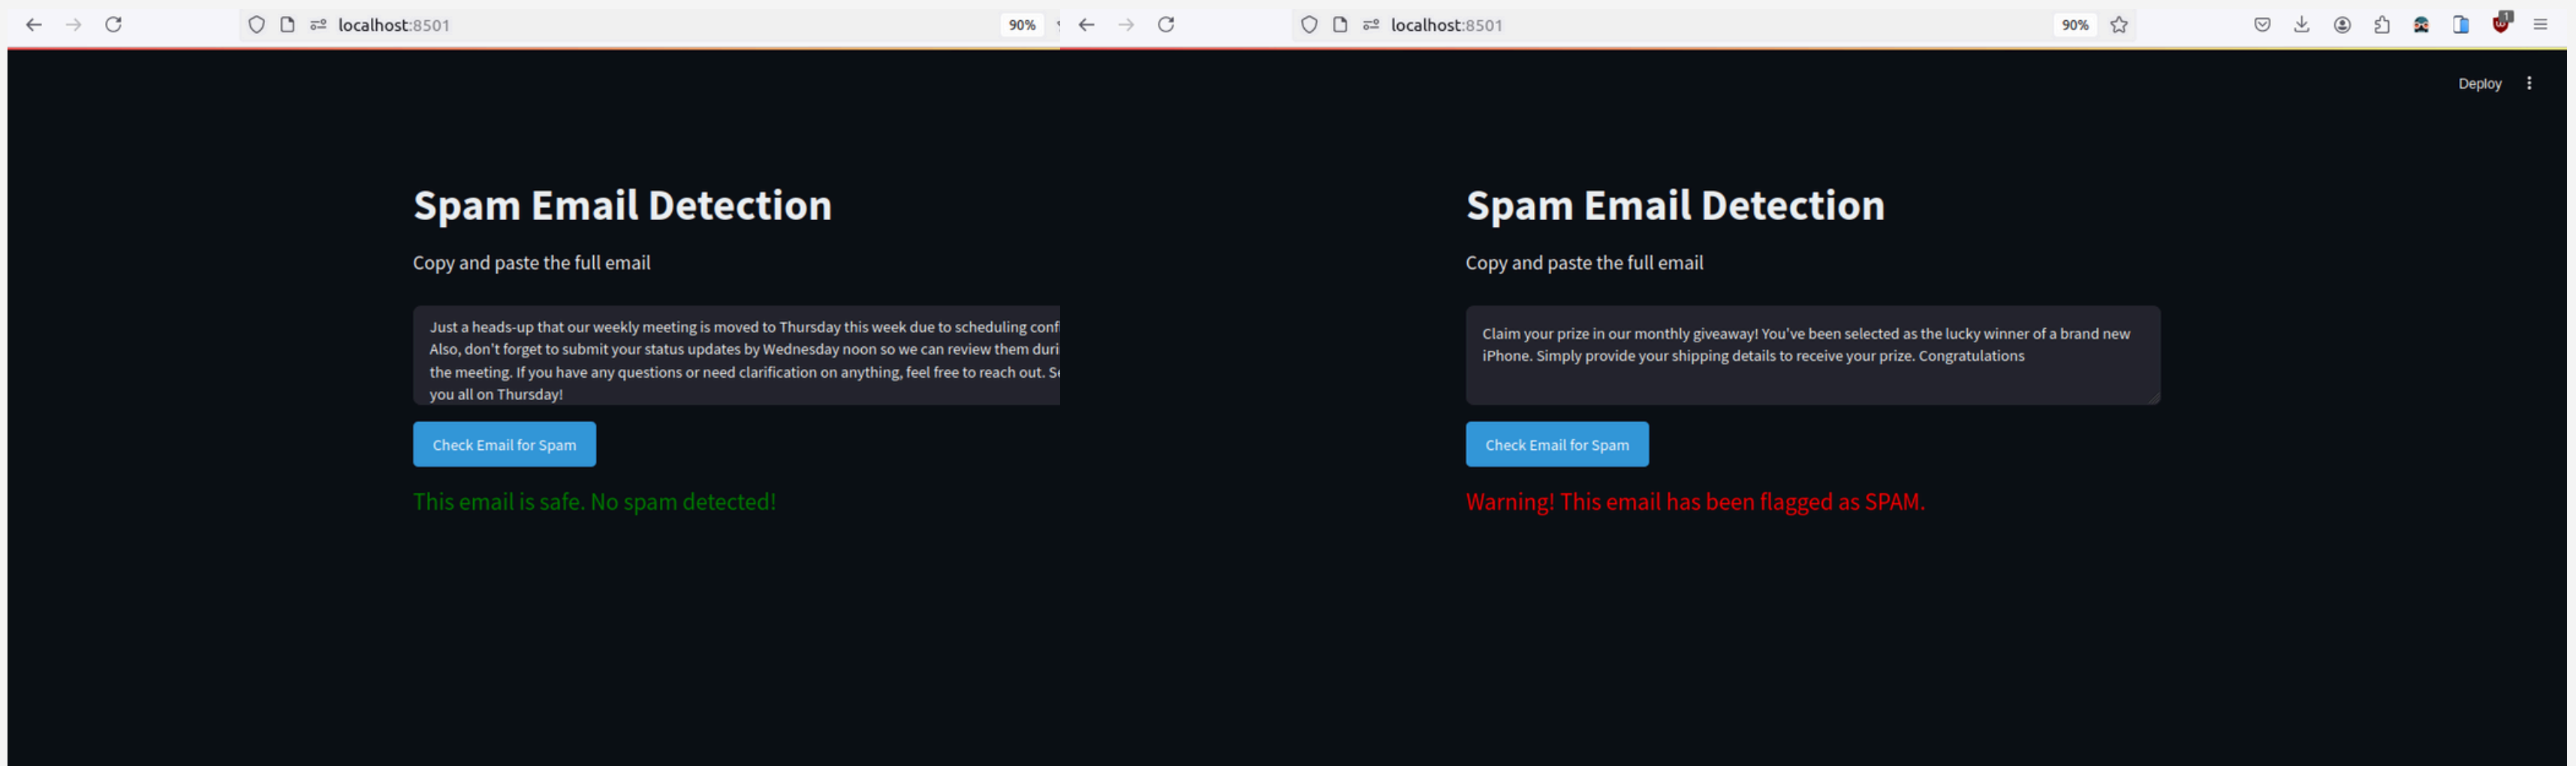 localhost:8501
90%
Spam Email Detection
Copy and paste the full email
Just a heads-up that our weekly meeting is moved to Thursday this week due to scheduling
Also, don't forget to submit your status updates by Wednesday noon so we can review them
the meeting. If you have any questions or need clarification on anything, feel free to reach out.
you all on Thursday!
Check Email for Spam
This email is safe. No spam detected!
localhost:8501
90%
1
Deploy
Spam Email Detection
Copy and paste the full email
Claim your prize in our monthly giveaway! You've been selected as the lucky winner of a brand new
iPhone. Simply provide your shipping details to receive your prize. Congratulations
Check Email for Spam
Warning! This email has been flagged as SPAM.